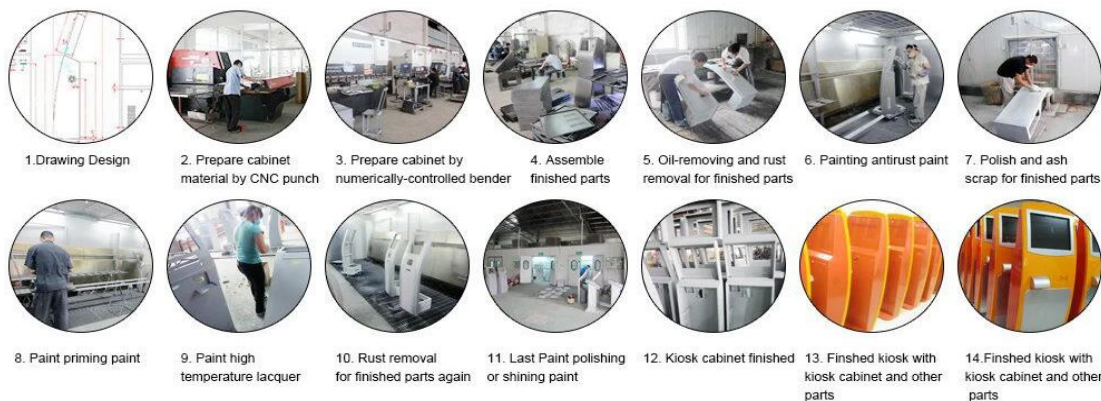 1.Drawing Design
2. Prepare cabinet
material by CNC punch
3. Prepare cabinet by
numerically-controlled bender
4. Assemble
finished parts
5. Oil-removing and rust
removal for finished parts
6. Painting antirust paint
7. Polish and ash
scrap for finished parts
8. Paint priming paint
9. Paint high
temperature lacquer
10. Rust removal
for finished parts again
11. Last Paint polishing
or shining paint
12. Kiosk cabinet finished
13. Finshed kiosk with
kiosk cabinet and other
parts
14.Finshed kiosk with
kiosk cabinet and other
parts